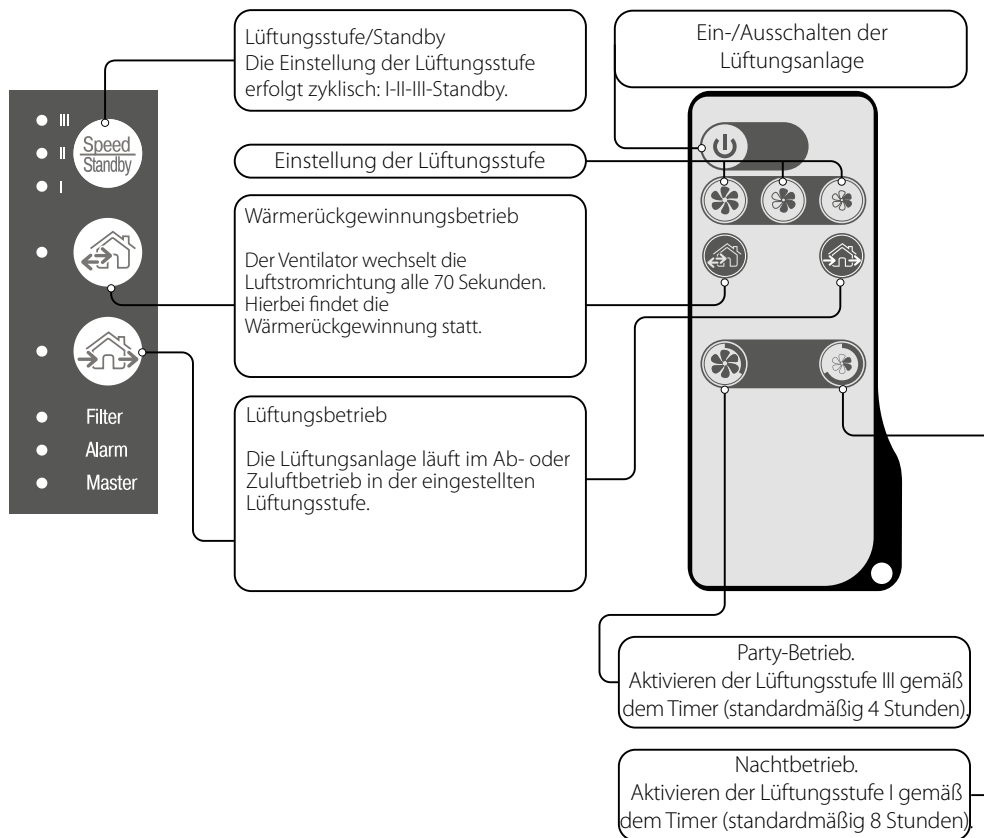 Lüftungsstufe/Standby
Die Einstellung der Lüftungsstufe
erfolgt zyklisch: I-II-III-Standby.
Ein-/Ausschalten der
Lüftungsanlage
III
II
I
Speed
Standby
Einstellung der Lüftungsstufe
Wärmerückgewinnungsbetrieb
Der Ventilator wechselt die
Luftstromrichtung alle 70 Sekunden.
Hierbei findet die
Wärmerückgewinnung statt.
Lüftungsbetrieb
Die Lüftungsanlage läuft im Ab- oder
Zuluftbetrieb in der eingestellten
Lüftungsstufe.
Filter
Alarm
Master
Party-Betrieb.
Aktivieren der Lüftungsstufe III gemäß
dem Timer (standardmäßig 4 Stunden).
Nachtbetrieb.
Aktivieren der Lüftungsstufe I gemäß
dem Timer (standardmäßig 8 Stunden).